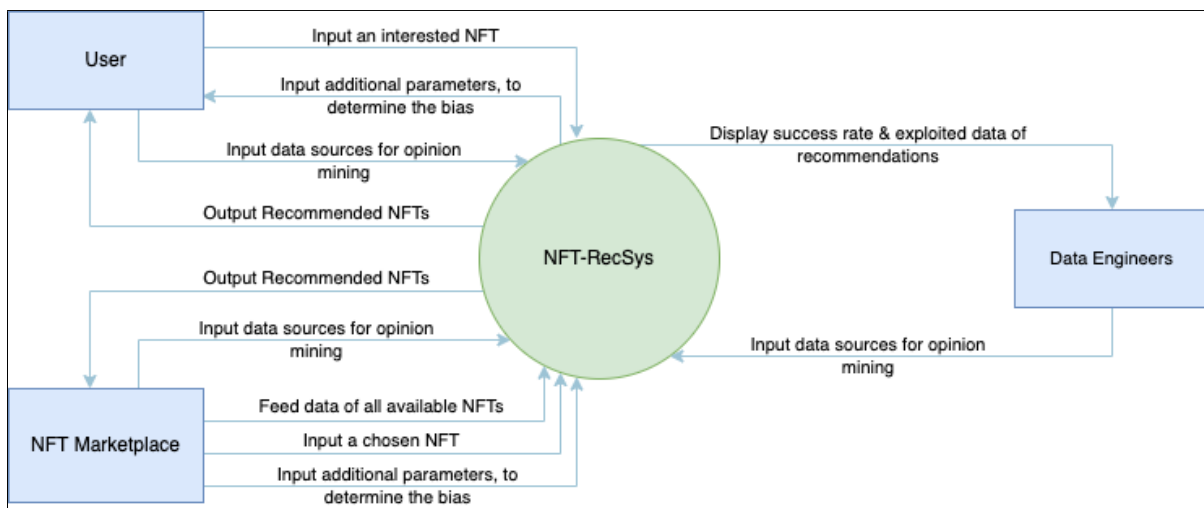 User
Input an interested NFT
Input additional parameters, to
determine the bias
Input data sources for opinion
mining
Output Recommended NFTs
Display success rate & exploited data of
recommendations
NFT-RecSys
Data Engineers
Output Recommended NFTs
Input data sources for opinion
mining
Input data sources for opinion
mining
NFT Marketplace
Feed data of all available NFTs
Input a chosen NFT
Input additional parameters, to
determine the bias